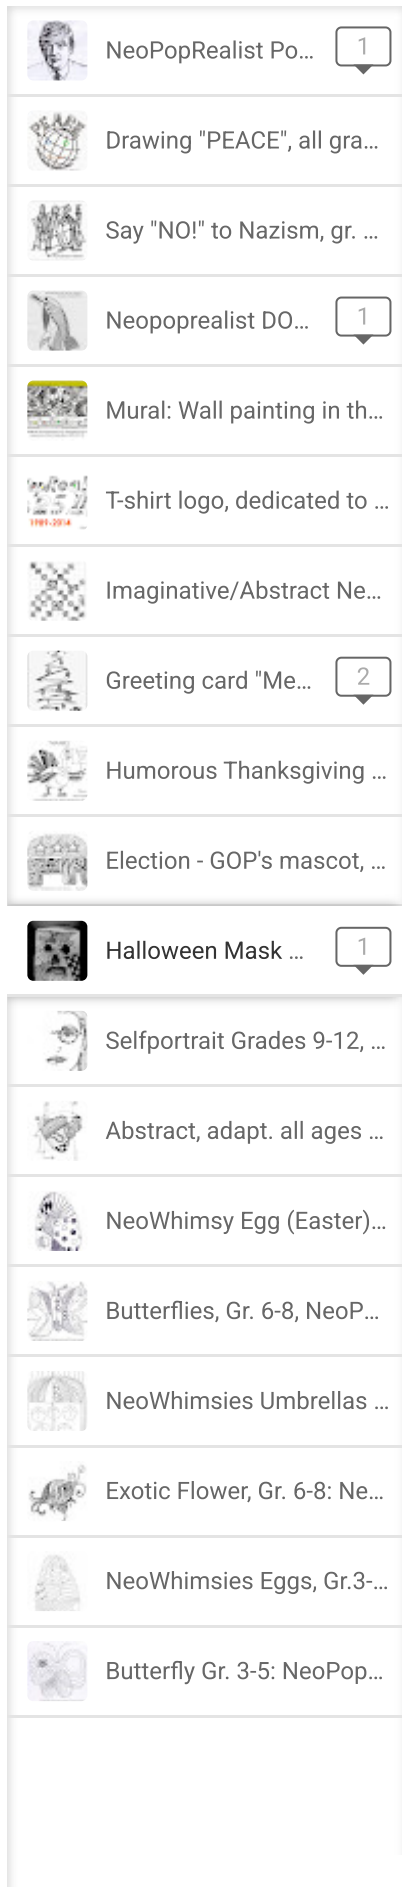 NeoPopRealist Po...
1
Drawing "PEACE", all gra...
Say "NO!" to Nazism, gr. ...
Neopoprealist DO...
1
Mural: Wall painting in th...
T-shirt logo, dedicated to ...
1989-2014
Imaginative/Abstract Ne...
Greeting card "Me...
2
Humorous Thanksgiving ...
Election - GOP's mascot, ...
Halloween Mask ...
1
Selfportrait Grades 9-12, ...
Abstract, adapt. all ages ...
NeoWhimsy Egg (Easter)...
Butterflies, Gr. 6-8, NeoP...
NeoWhimsies Umbrellas ...
Exotic Flower, Gr. 6-8: Ne...
NeoWhimsies Eggs, Gr.3-...
Butterfly Gr. 3-5: NeoPop...